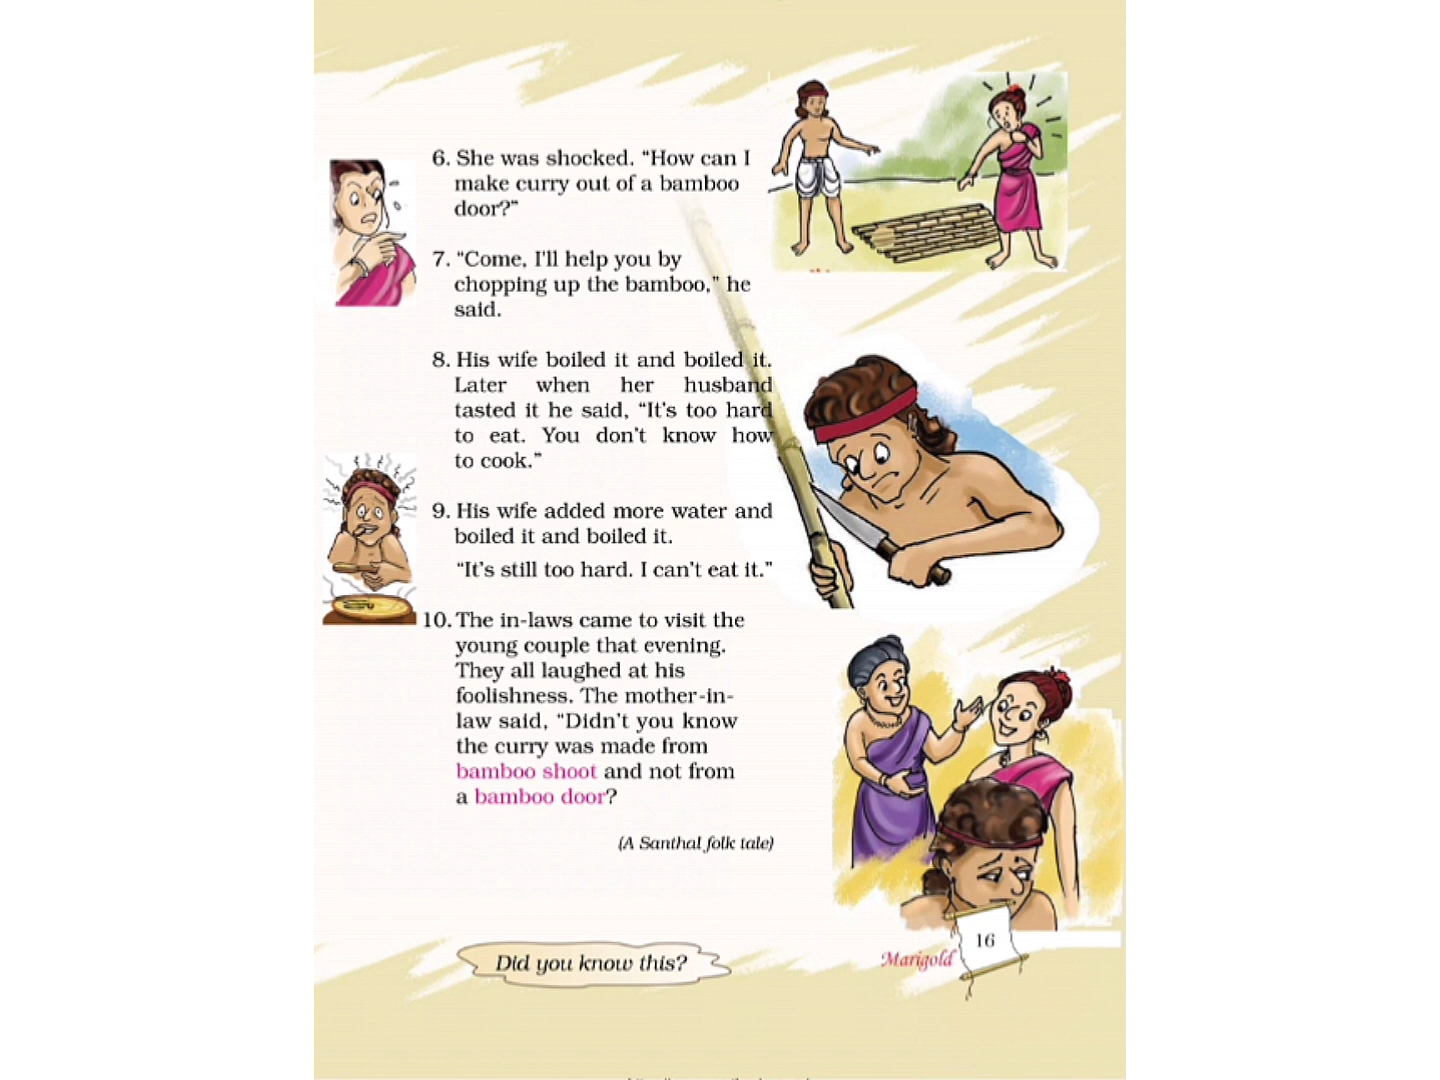 6. She was shocked. “How can I
make curry out of a bamboo
door?”
7. “Come, I'll help you by
chopping up the bamboo,” he
said.
8. His wife boiled it and boiled it.
Later when her husband
tasted it he said, “It's too hard
to eat. You don't know how
to cook.”
9. His wife added more water and
boiled it and boiled it.
“It's still too hard. I can't eat it.”
10. The in-laws came to visit the
young couple that evening.
They all laughed at his
foolishness. The mother-in-
law said, “Didn't you know
the curry was made from
bamboo shoot and not from
a bamboo door?
(A Santhal folk tale)
Did you know this?
Marigold
16